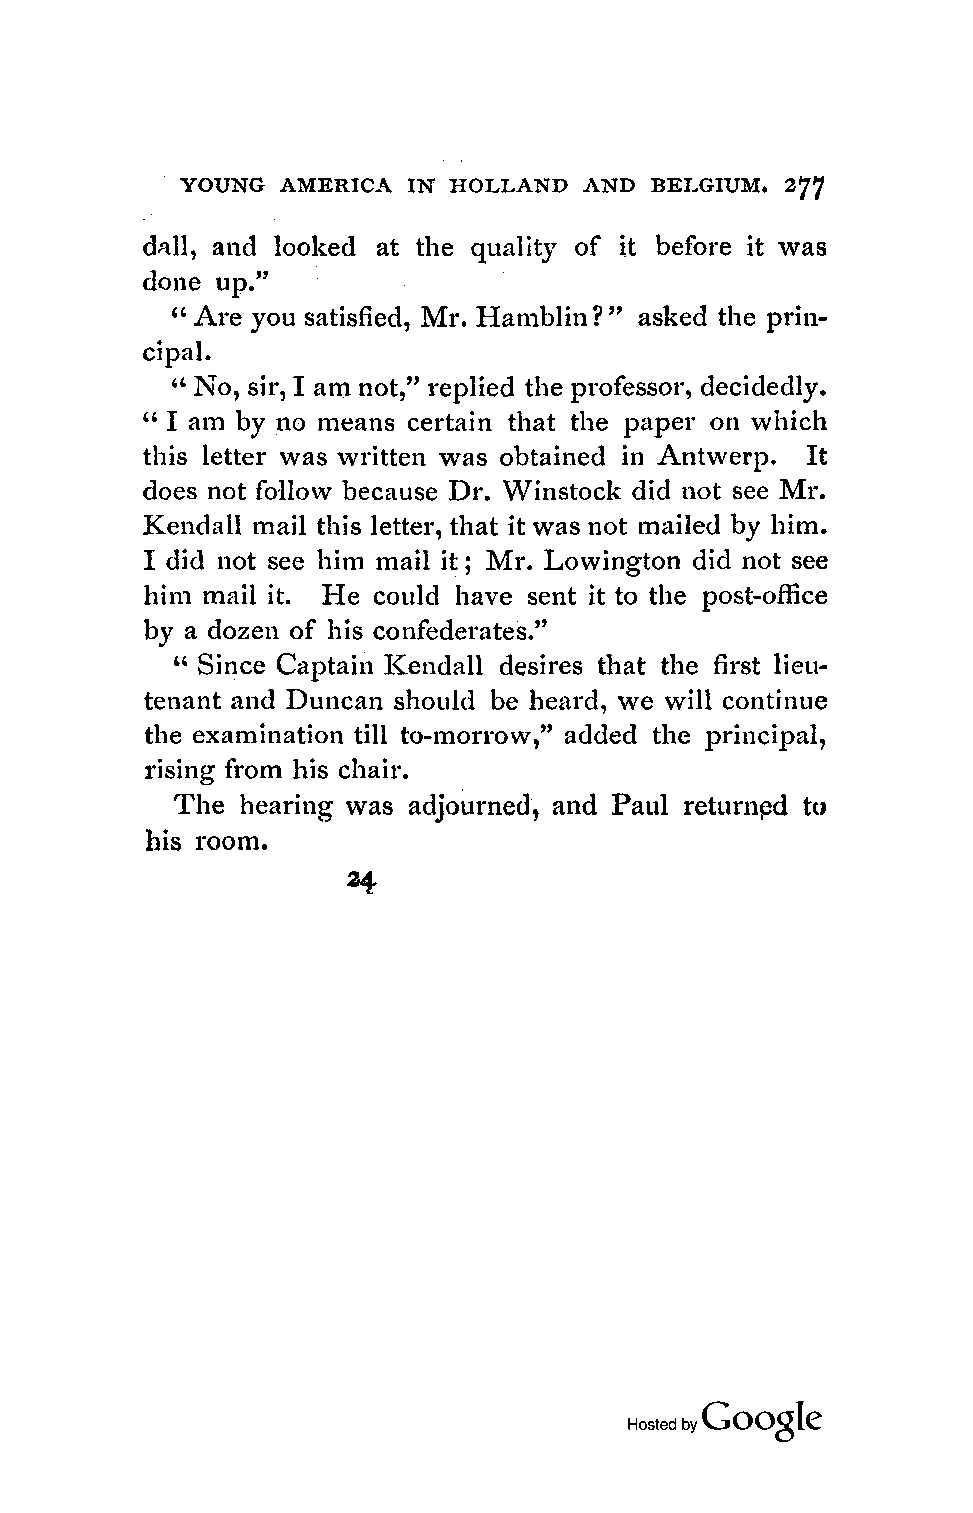 YOUNG AMERICA IN HOLLAND AND BELGIUM. 277
dall, and looked at the quality of it before it was
done up."
"Are you satisfied, Mr. Hamblin?" asked the prin-
cipal.
"No, sir, I am not," replied the professor, decidedly.
"I am by no means certain that the paper on which
this letter was written was obtained in Antwerp. It
does not follow because Dr. Winstock did not see Mr.
Kendall mail this letter, that it was not mailed by him.
I did not see him mail it; Mr. Lowington did not see
him mail it. He could have sent it to the post-office
by a dozen of his confederates."
"Since Captain Kendall desires that the first lieu-
tenant and Duncan should be heard, we will continue
the examination till to-morrow," added the principal,
rising from his chair.
The hearing was adjourned, and Paul returned to
his room.
24
Hosted by Google